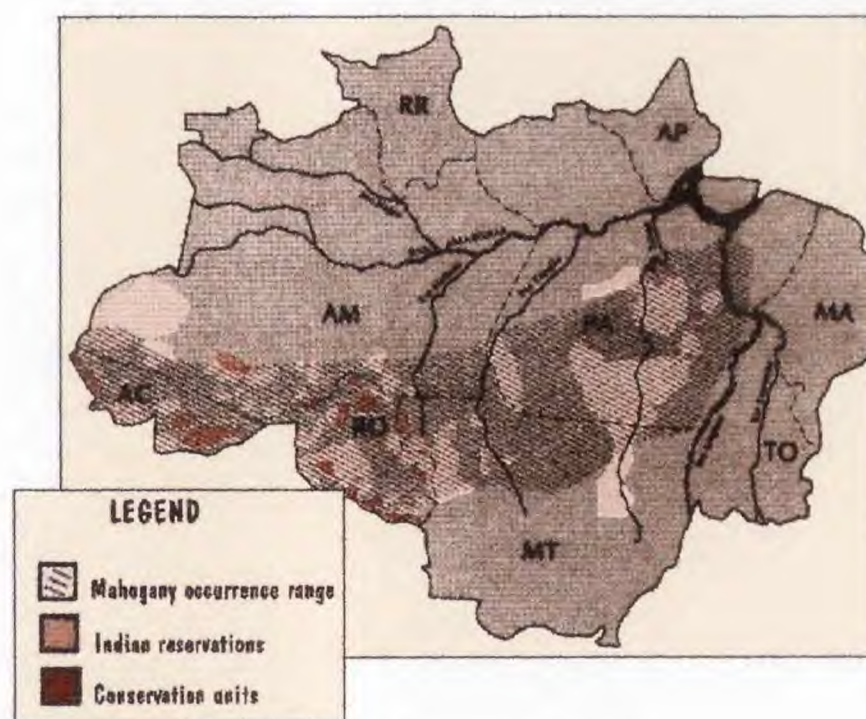 RR
AP
AM
PA
MA
AC
RO
TO
MT
LEGEND
Mahogany occurrence range
Indian reservations
Conservation units